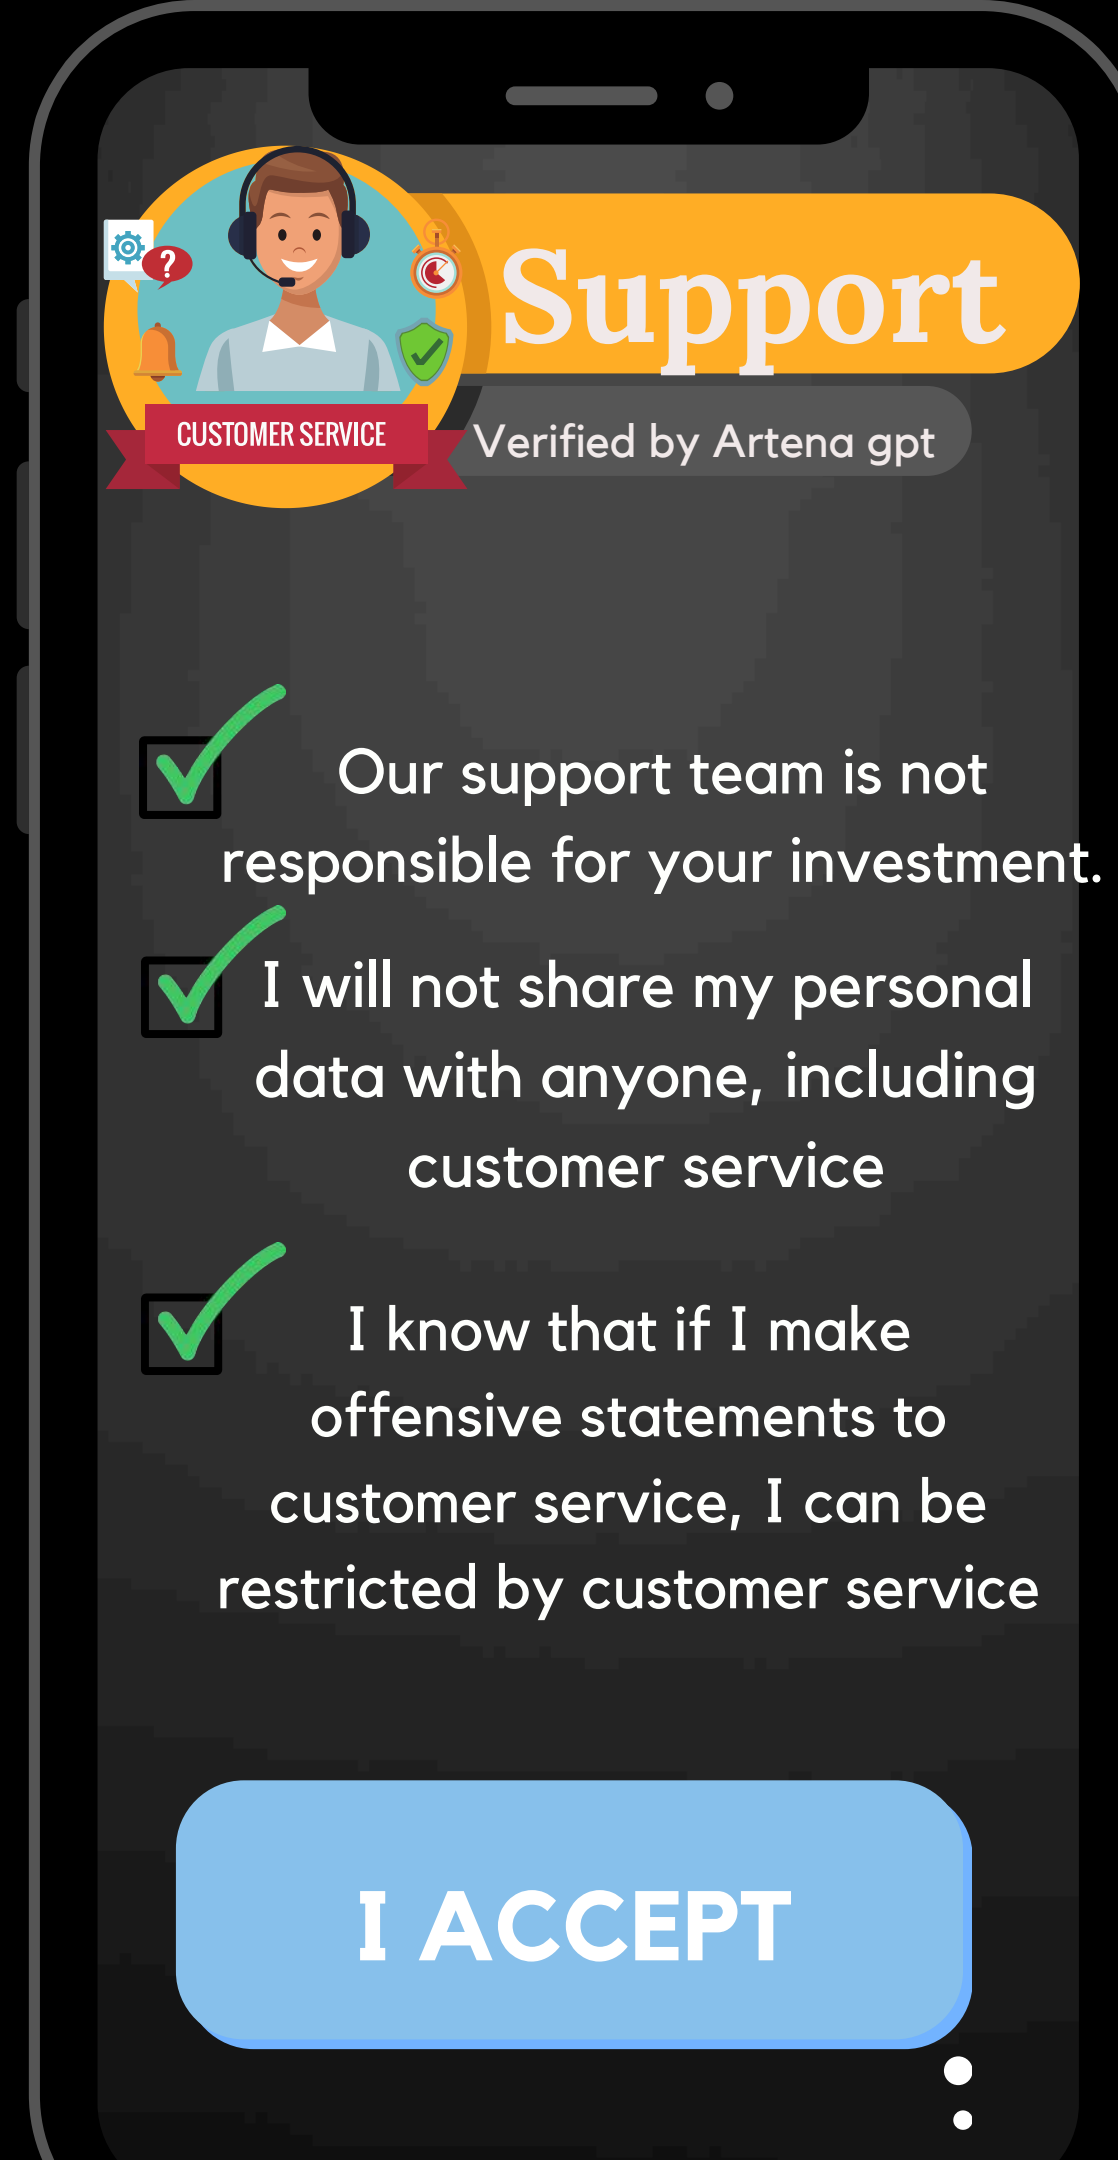 Support
CUSTOMER SERVICE
Verified by Artena gpt
?
Our support team is not
responsible for your investment.
I will not share my personal
data with anyone, including
customer service
I know that if I make
offensive statements to
customer service, I can be
restricted by customer service
I ACCEPT